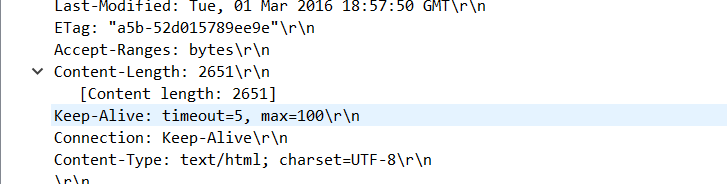 Last-Modified: Tue, 01 Mar 2016 18:57:50 GMT\r\n
ETag: "a5b-52d015789ee9e"\r\n
Accept-Ranges: bytes\r\n
Content-Length: 2651\r\n
[Content length: 2651]
Keep-Alive: timeout=5, max=100\r\n
Connection: Keep-Alive\r\n
Content-Type: text/html; charset=UTF-8\r\n
\r\n